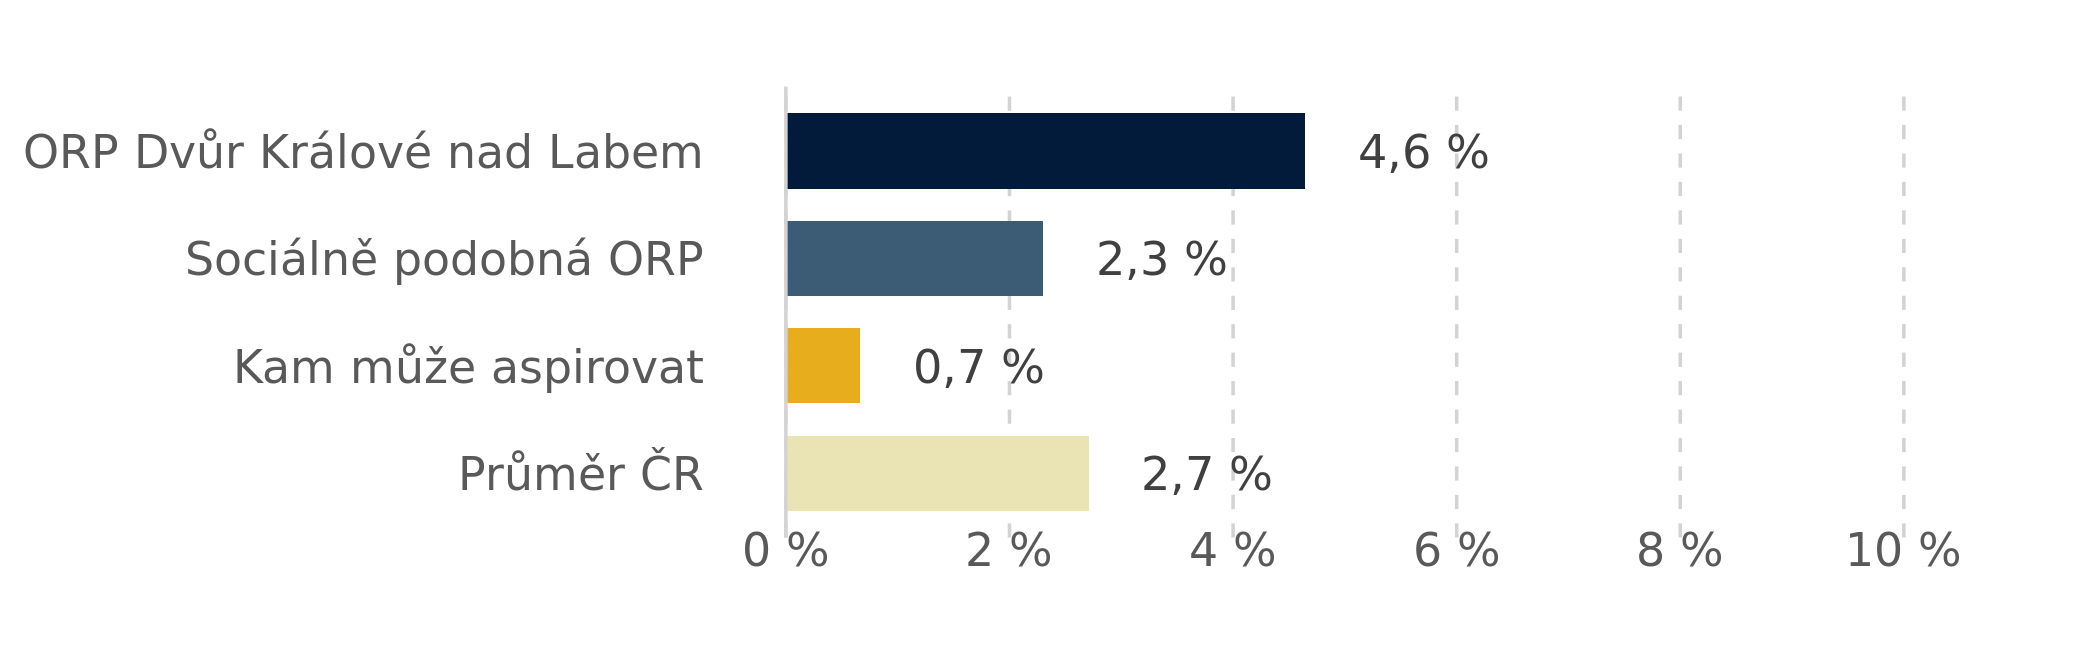 ORP Dvůr Králové nad Labem 4,6 %
Sociálně podobná ORP 2,3 %
Kam může aspirovat 0,7 %
Průměr ČR 2,7 %
0 % 2 % 4 % 6 % 8 % 10 %